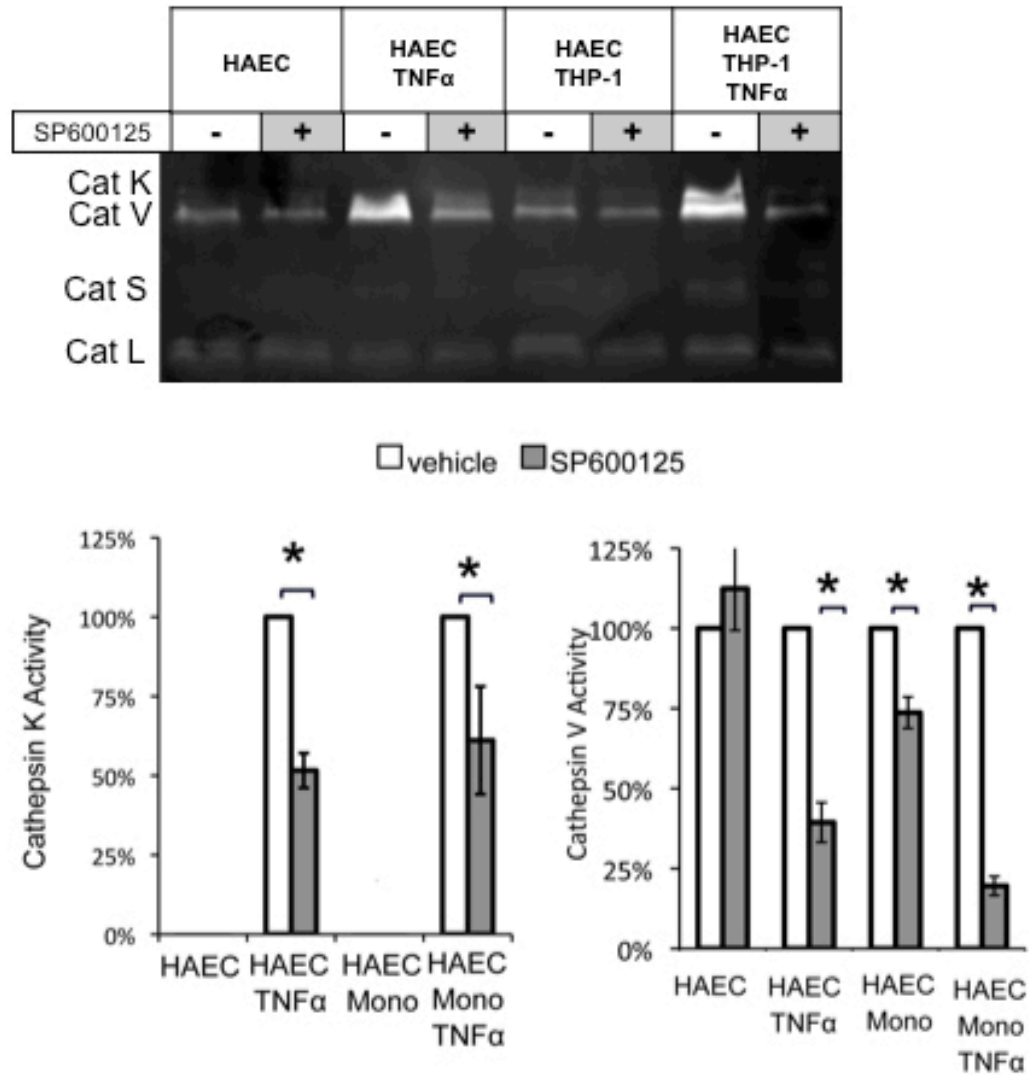 HAEC
HAEC
TNFα
HAEC
THP-1
HAEC
THP-1
TNFα
SP600125 - + - + - + - +
Cat K
Cat V
Cat S
Cat L
vehicle SP600125
Cathepsin K Activity
125%
100%
75%
50%
25%
0%
*
*
HAEC
HAEC
TNFα
HAEC
Mono
HAEC
Mono
TNFα
Cathepsin V Activity
125%
100%
75%
50%
25%
0%
*
*
*
HAEC
HAEC
TNFα
HAEC
Mono
HAEC
Mono
TNFα